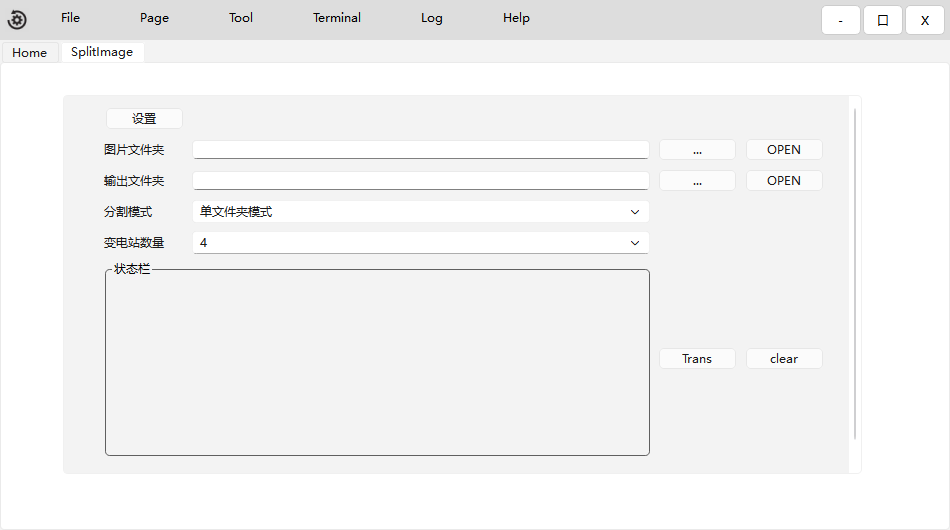 File Page Tool Terminal Log Help - 口 X
Home SplitImage
设置
图片文件夹 ... OPEN
输出文件夹 ... OPEN
分割模式 单文件夹模式
变电站数量 4
状态栏
Trans clear